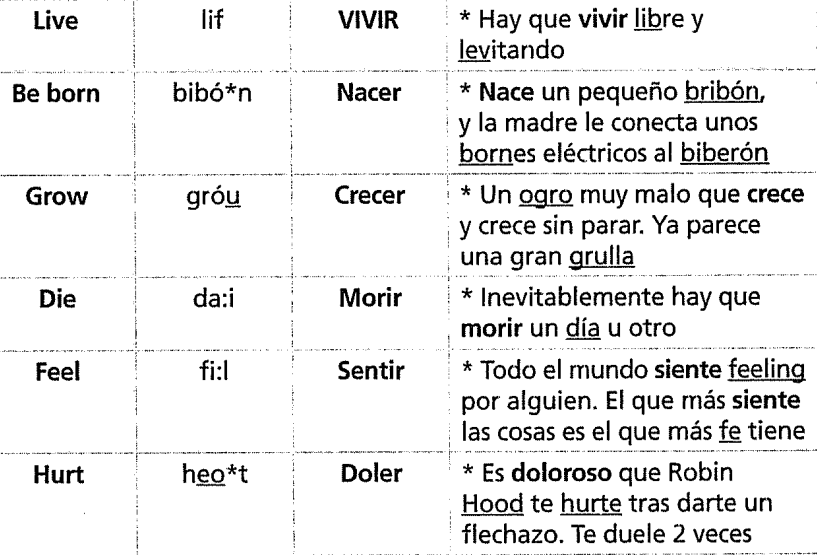 Live lif VIVIR * Hay que vivir libre y
levitando
Be born bibó*n Nacer * Nace un pequeño bribón,
y la madre le conecta unos
bornes eléctricos al biberón
Grow gróu Crecer * Un ogro muy malo que crece
y crece sin parar. Ya parece
una gran grulla
Die da:i Morir * Inevitablemente hay que
morir un día u otro
Feel fi:l Sentir * Todo el mundo siente feeling
por alguien. El que más siente
las cosas es el que más fe tiene
Hurt heo*t Doler * Es doloroso que Robin
Hood te hurte tras darte un
flechazo. Te duele 2 veces